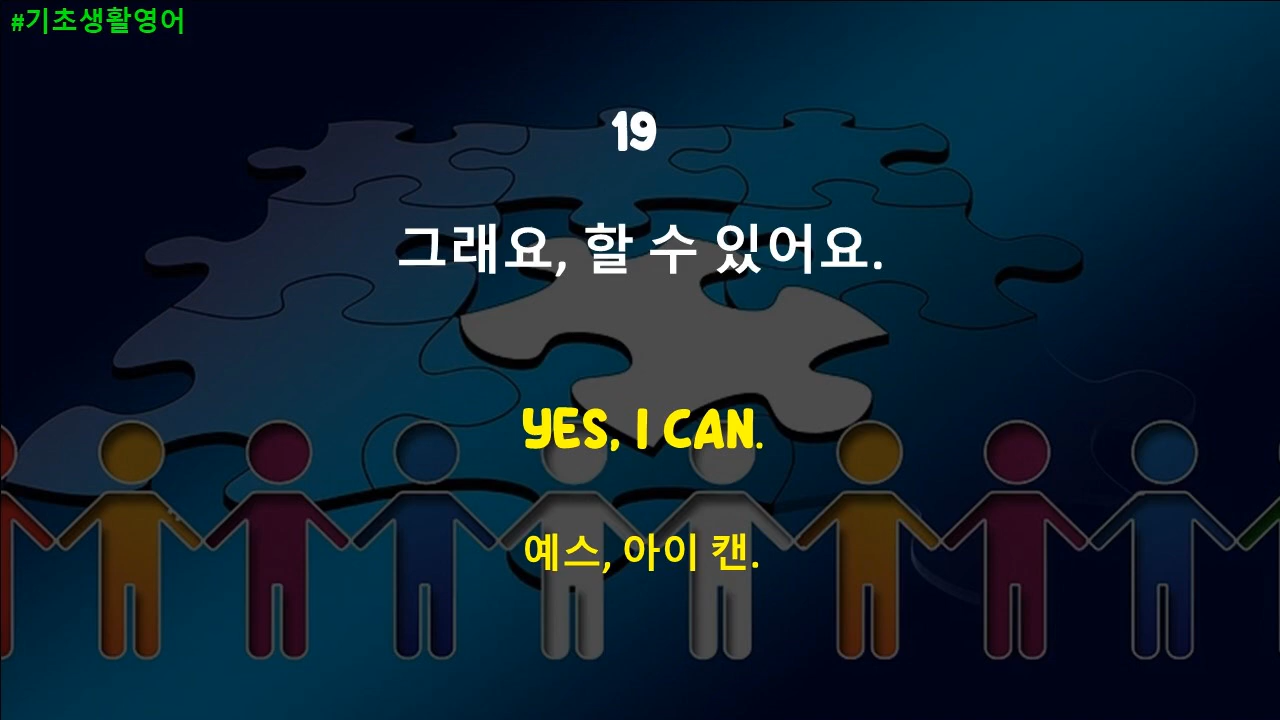 #기초생활영어
19
그래요, 할 수 있어요.
YES, I CAN.
예스, 아이 캔.